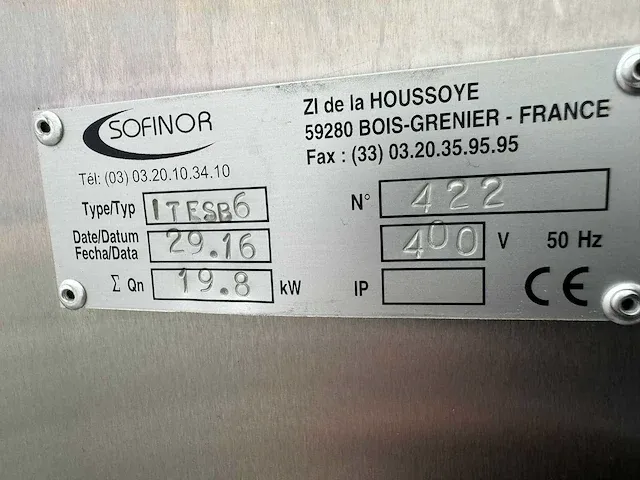 SOFINOR
ZI de la HOUSSOYE
59280 BOIS-GRENIER - FRANCE
Fax : (33) 03.20.35.95.95
Tél: (03) 03.20.10.34.10
Type/Typ ITESB6 N° 422
Date/Datum
Fecha/Data 29.16 400 V 50 Hz
Σ Qn 19.8 kW IP CE